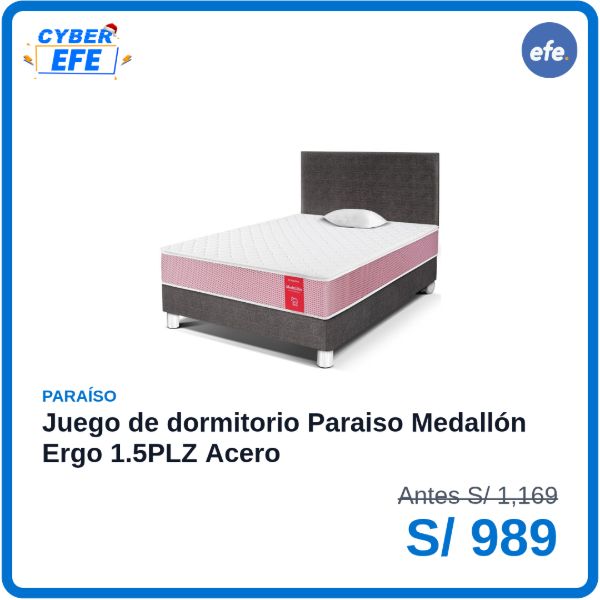 CYBER
EFE
efe.
PARAÍSO
Juego de dormitorio Paraiso Medallón
Ergo 1.5PLZ Acero
Antes S/ 1,169
S/ 989